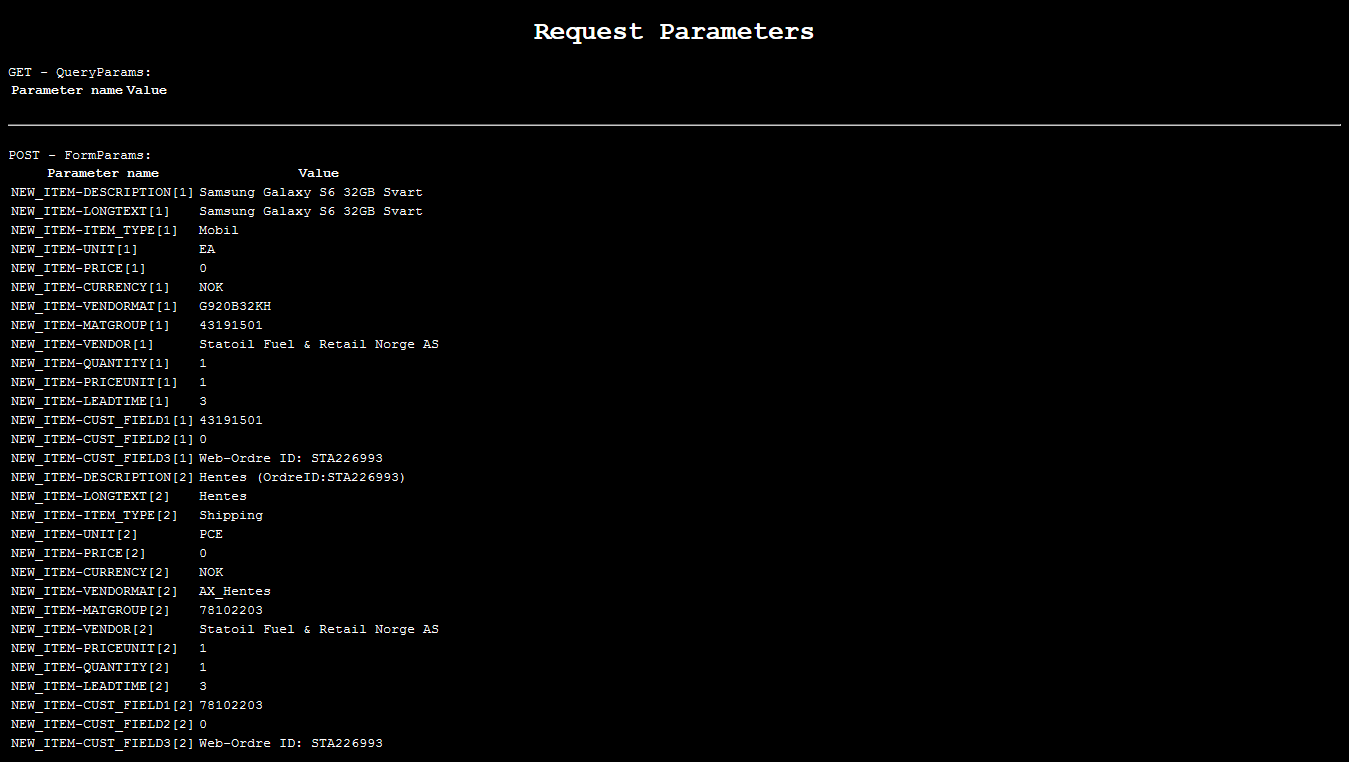 Request Parameters
GET - QueryParams:
Parameter name Value
POST - FormParams:
Parameter name Value
NEW_ITEM-DESCRIPTION[1] Samsung Galaxy S6 32GB Svart
NEW_ITEM-LONGTEXT[1] Samsung Galaxy S6 32GB Svart
NEW_ITEM-ITEM_TYPE[1] Mobil
NEW_ITEM-UNIT[1] EA
NEW_ITEM-PRICE[1] 0
NEW_ITEM-CURRENCY[1] NOK
NEW_ITEM-VENDORMAT[1] G920B32KH
NEW_ITEM-MATGROUP[1] 43191501
NEW_ITEM-VENDOR[1] Statoil Fuel & Retail Norge AS
NEW_ITEM-QUANTITY[1] 1
NEW_ITEM-PRICEUNIT[1] 1
NEW_ITEM-LEADTIME[1] 3
NEW_ITEM-CUST_FIELD1[1] 43191501
NEW_ITEM-CUST_FIELD2[1] 0
NEW_ITEM-CUST_FIELD3[1] Web-Ordre ID: STA226993
NEW_ITEM-DESCRIPTION[2] Hentes (OrdreID:STA226993)
NEW_ITEM-LONGTEXT[2] Hentes
NEW_ITEM-ITEM_TYPE[2] Shipping
NEW_ITEM-UNIT[2] PCE
NEW_ITEM-PRICE[2] 0
NEW_ITEM-CURRENCY[2] NOK
NEW_ITEM-VENDORMAT[2] AX_Hentes
NEW_ITEM-MATGROUP[2] 78102203
NEW_ITEM-VENDOR[2] Statoil Fuel & Retail Norge AS
NEW_ITEM-PRICEUNIT[2] 1
NEW_ITEM-QUANTITY[2] 1
NEW_ITEM-LEADTIME[2] 3
NEW_ITEM-CUST_FIELD1[2] 78102203
NEW_ITEM-CUST_FIELD2[2] 0
NEW_ITEM-CUST_FIELD3[2] Web-Ordre ID: STA226993